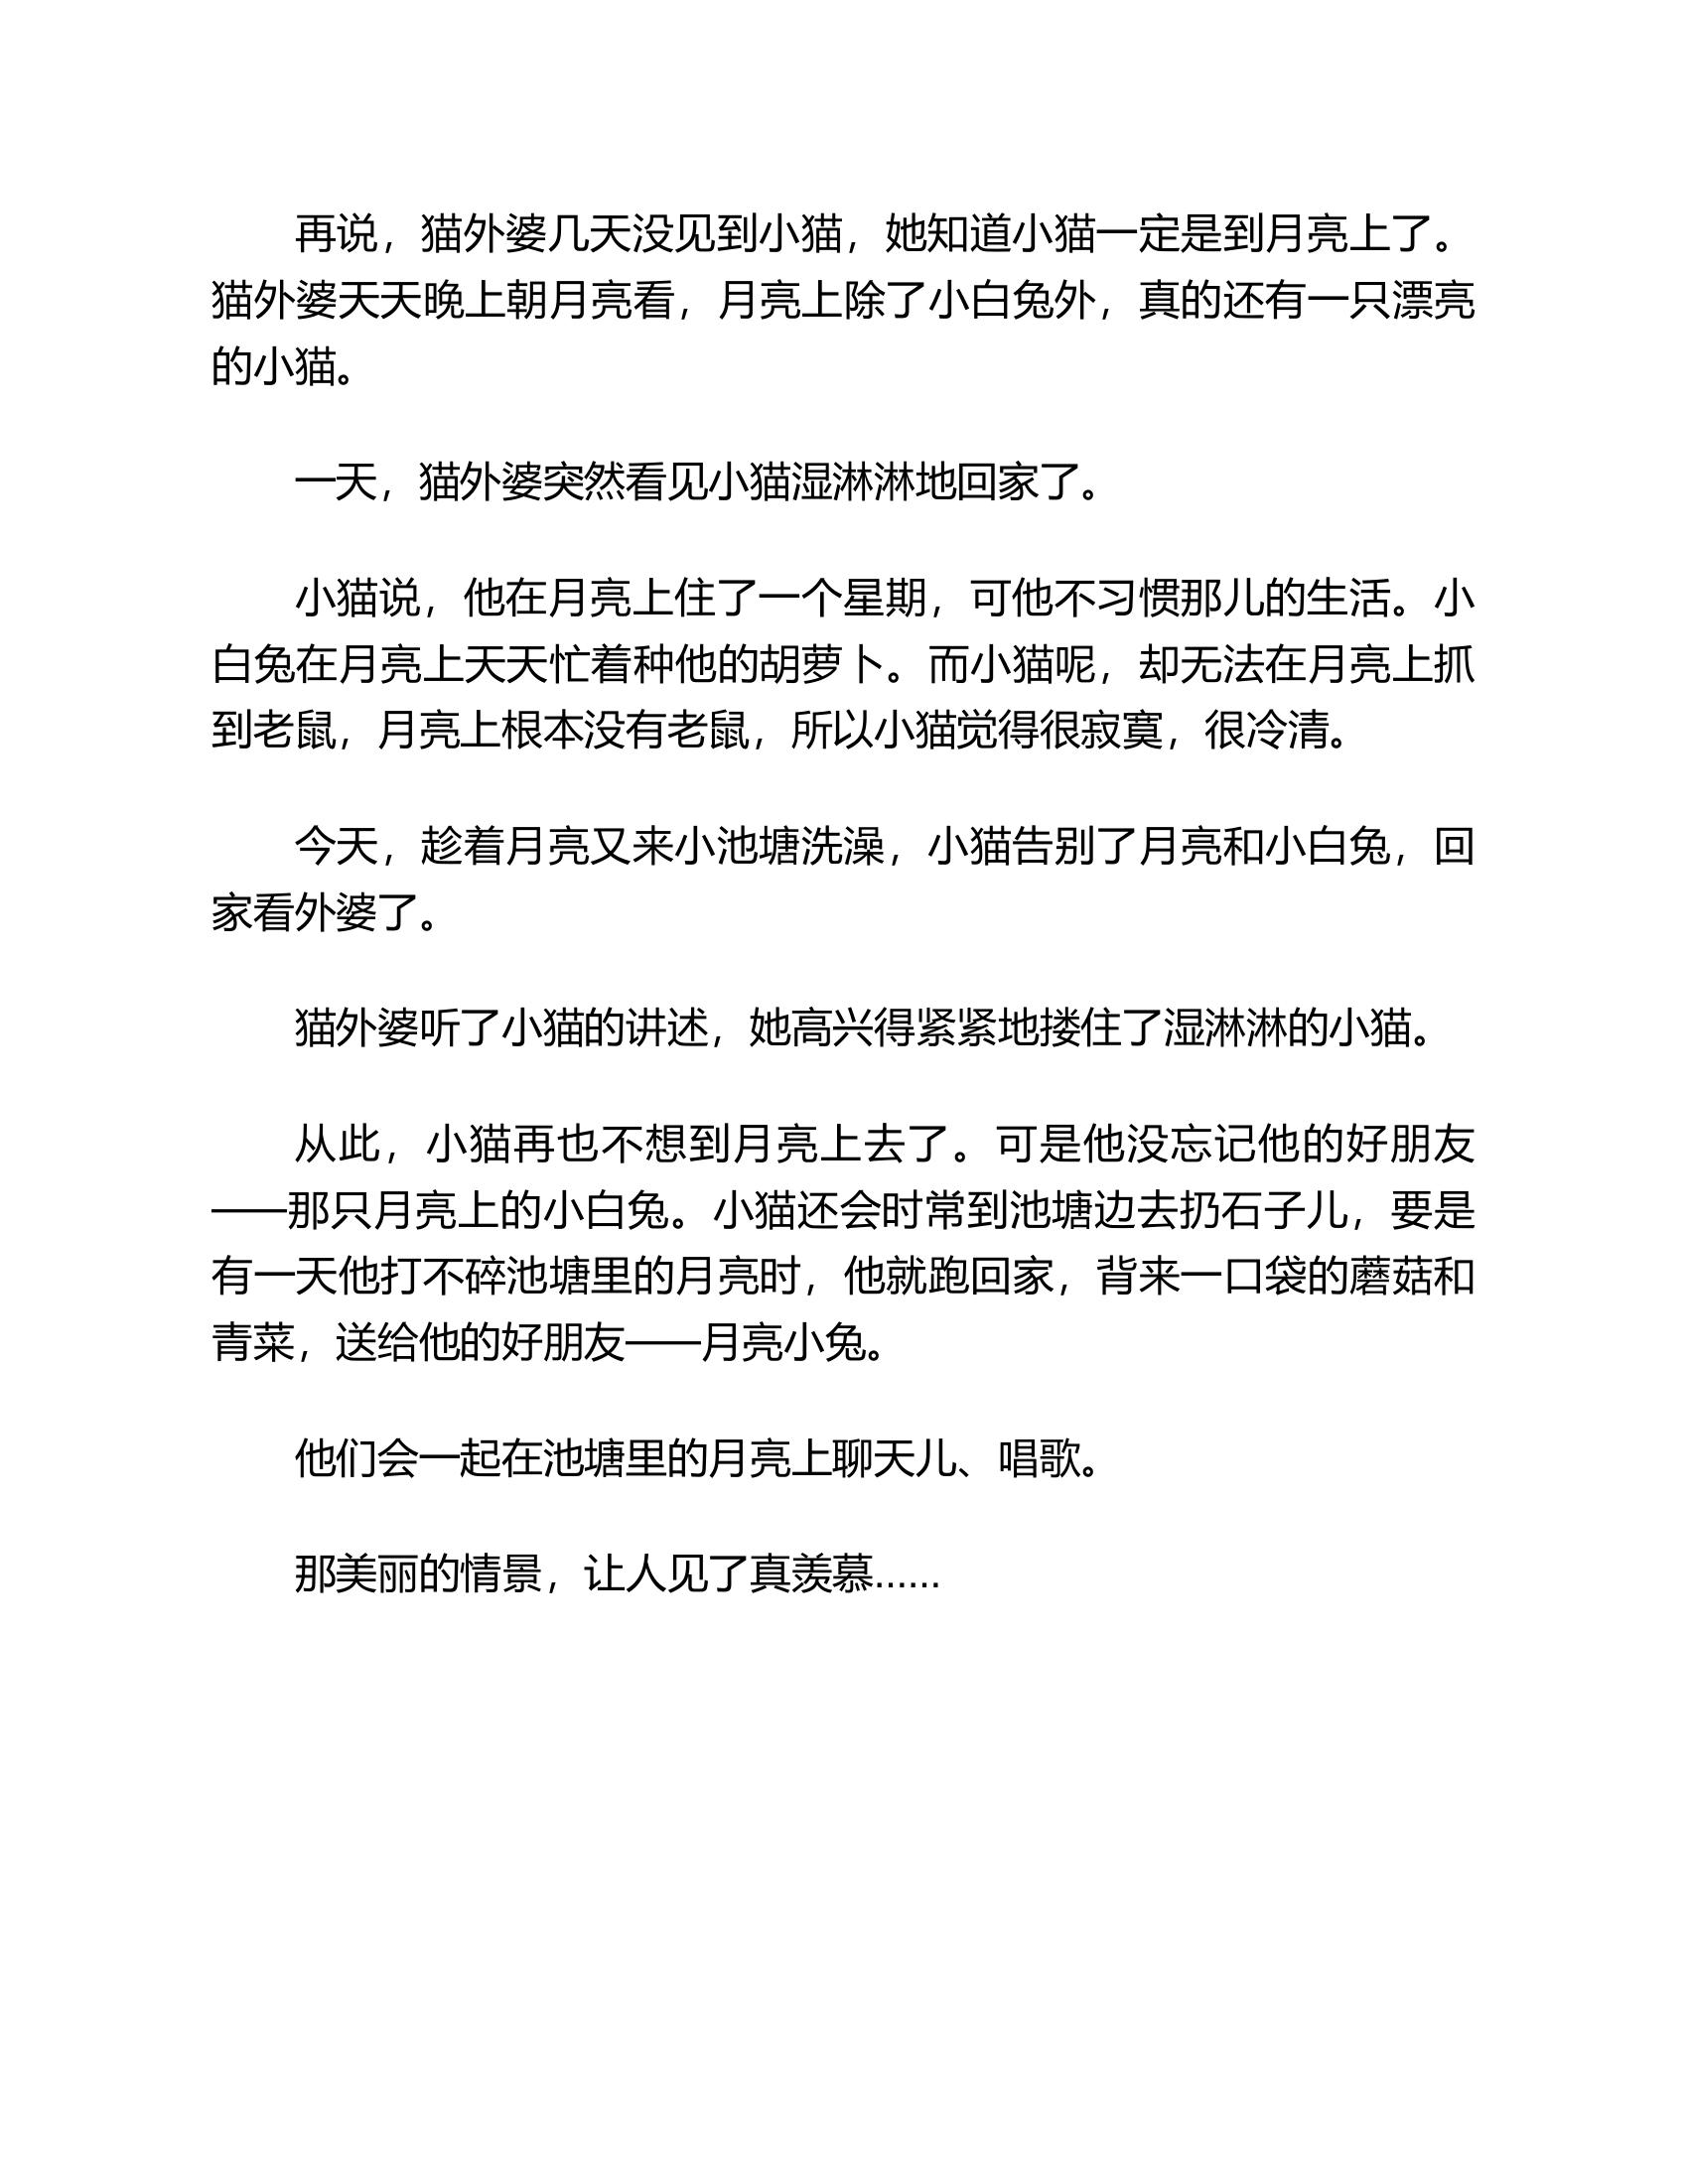 再说，猫外婆几天没见到小猫，她知道小猫一定是到月亮上了。
猫外婆天天晚上朝月亮看，月亮上除了小白兔外，真的还有一只漂亮
的小猫。
一天，猫外婆突然看见小猫湿淋淋地回家了。
小猫说，他在月亮上住了一个星期，可他不习惯那儿的生活。小
白兔在月亮上天天忙着种他的胡萝卜。而小猫呢，却无法在月亮上抓
到老鼠，月亮上根本没有老鼠，所以小猫觉得很寂寞，很冷清。
今天，趁着月亮又来小池塘洗澡，小猫告别了月亮和小白兔，回
家看外婆了。
猫外婆听了小猫的讲述，她高兴得紧紧地搂住了湿淋淋的小猫。
从此，小猫再也不想到月亮上去了。可是他没忘记他的好朋友
——那只月亮上的小白兔。小猫还会时常到池塘边去扔石子儿，要是
有一天他打不碎池塘里的月亮时，他就跑回家，背来一口袋的蘑菇和
青菜，送给他的好朋友——月亮小兔。
他们会一起在池塘里的月亮上聊天儿、唱歌。
那美丽的情景，让人见了真羡慕......